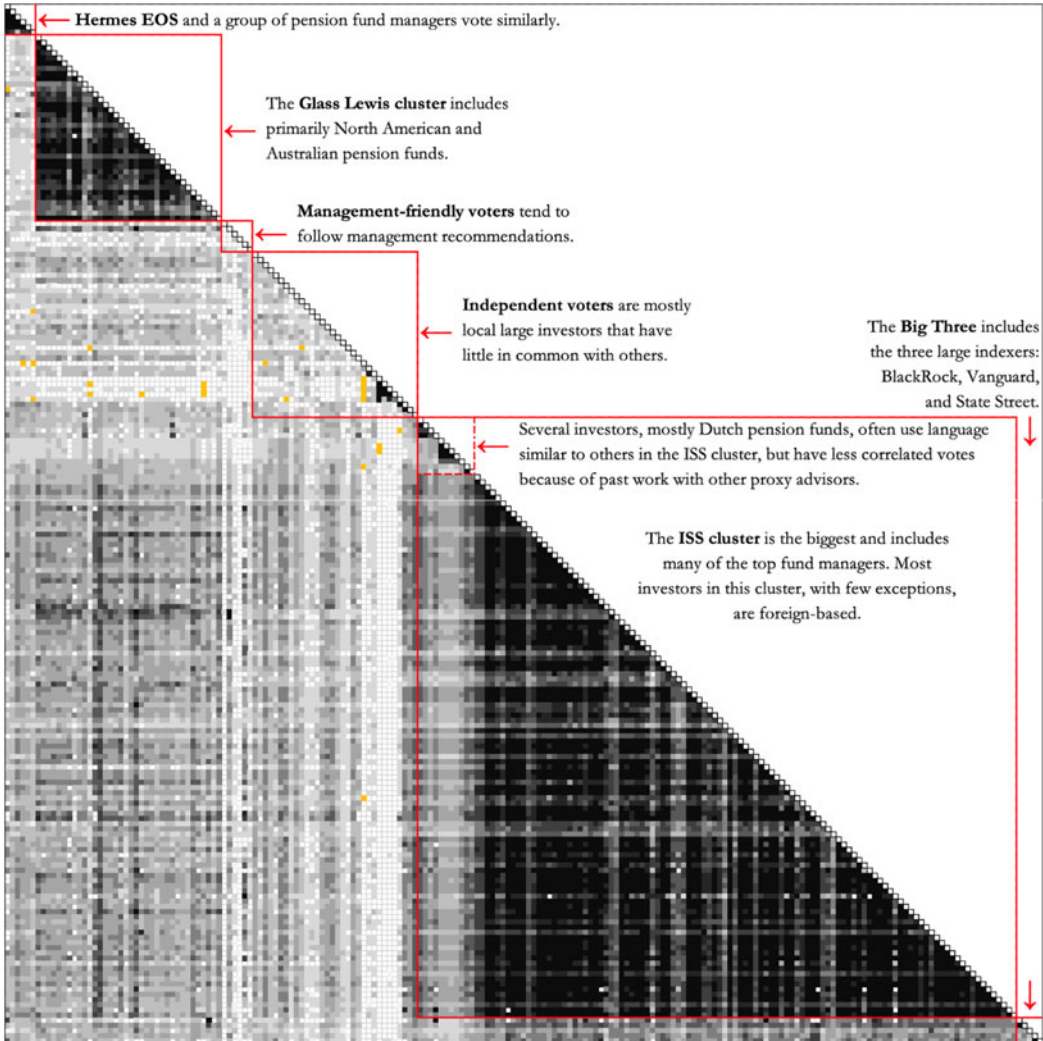 Hermes EOS and a group of pension fund managers vote similarly.
The Glass Lewis cluster includes
primarily North American and
Australian pension funds.
Management-friendly voters tend to
follow management recommendations.
Independent voters are mostly
local large investors that have
little in common with others.
The Big Three includes
the three large indexers:
BlackRock, Vanguard,
and State Street.
Several investors, mostly Dutch pension funds, often use language
similar to others in the ISS cluster, but have less correlated votes
because of past work with other proxy advisors.
The ISS cluster is the biggest and includes
many of the top fund managers. Most
investors in this cluster, with few exceptions,
are foreign-based.